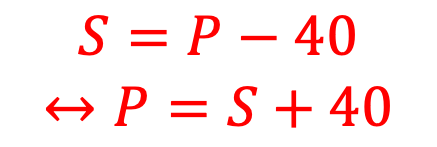 S = P − 40
↔ P = S + 40